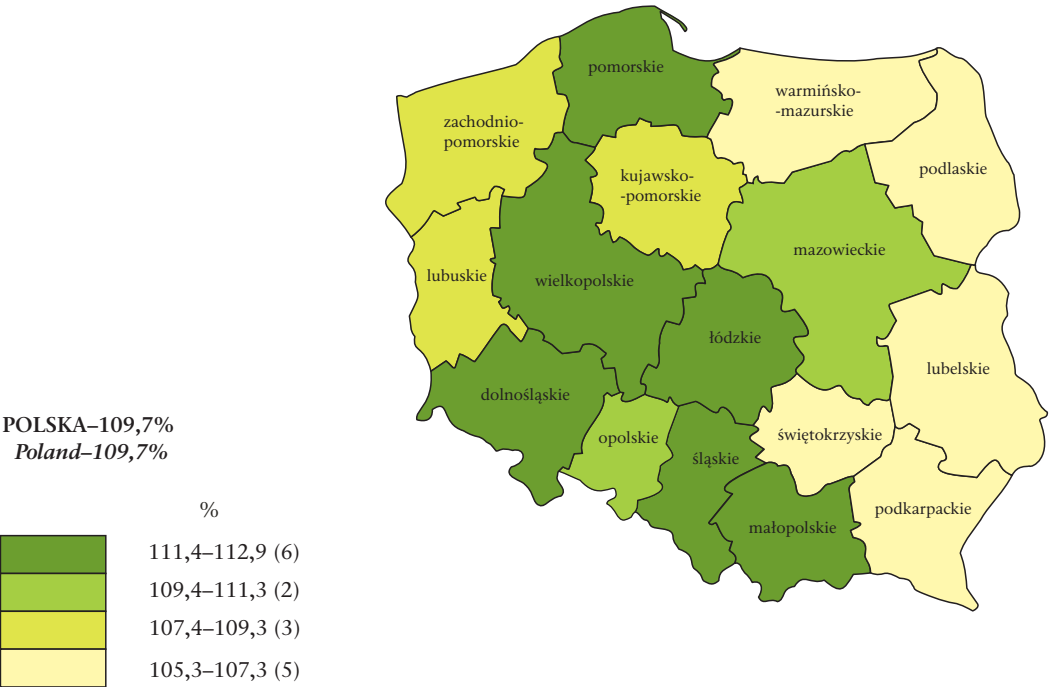 pomorskie
warmińsko-
-mazurskie
zachodnio-
pomorskie
podlaskie
kujawsko-
-pomorskie
mazowieckie
lubuskie
wielkopolskie
łódzkie
lubelskie
dolnośląskie
POLSKA–109,7%
Poland–109,7%
opolskie
świętokrzyskie
śląskie
podkarpackie
małopolskie
%
111,4–112,9 (6)
109,4–111,3 (2)
107,4–109,3 (3)
105,3–107,3 (5)